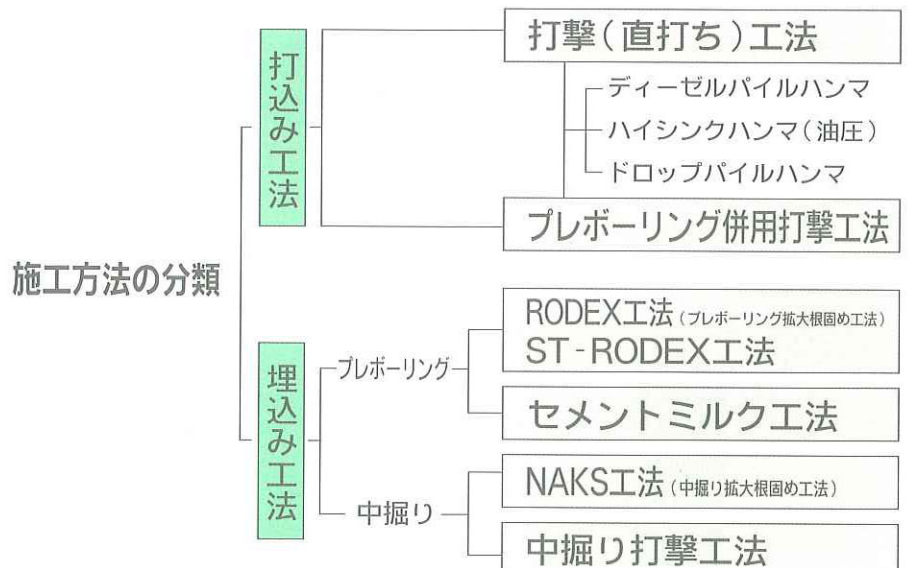 施工方法の分類
打込み工法
打撃(直打ち)工法
ディーゼルパイルハンマ
ハイシンクハンマ(油圧)
ドロップパイルハンマ
プレボーリング併用打撃工法
埋込み工法
プレボーリング
RODEX工法(プレボーリング拡大根固め工法)
ST-RODEX工法
セメントミルク工法
中掘り
NAKS工法(中掘り拡大根固め工法)
中掘り打撃工法